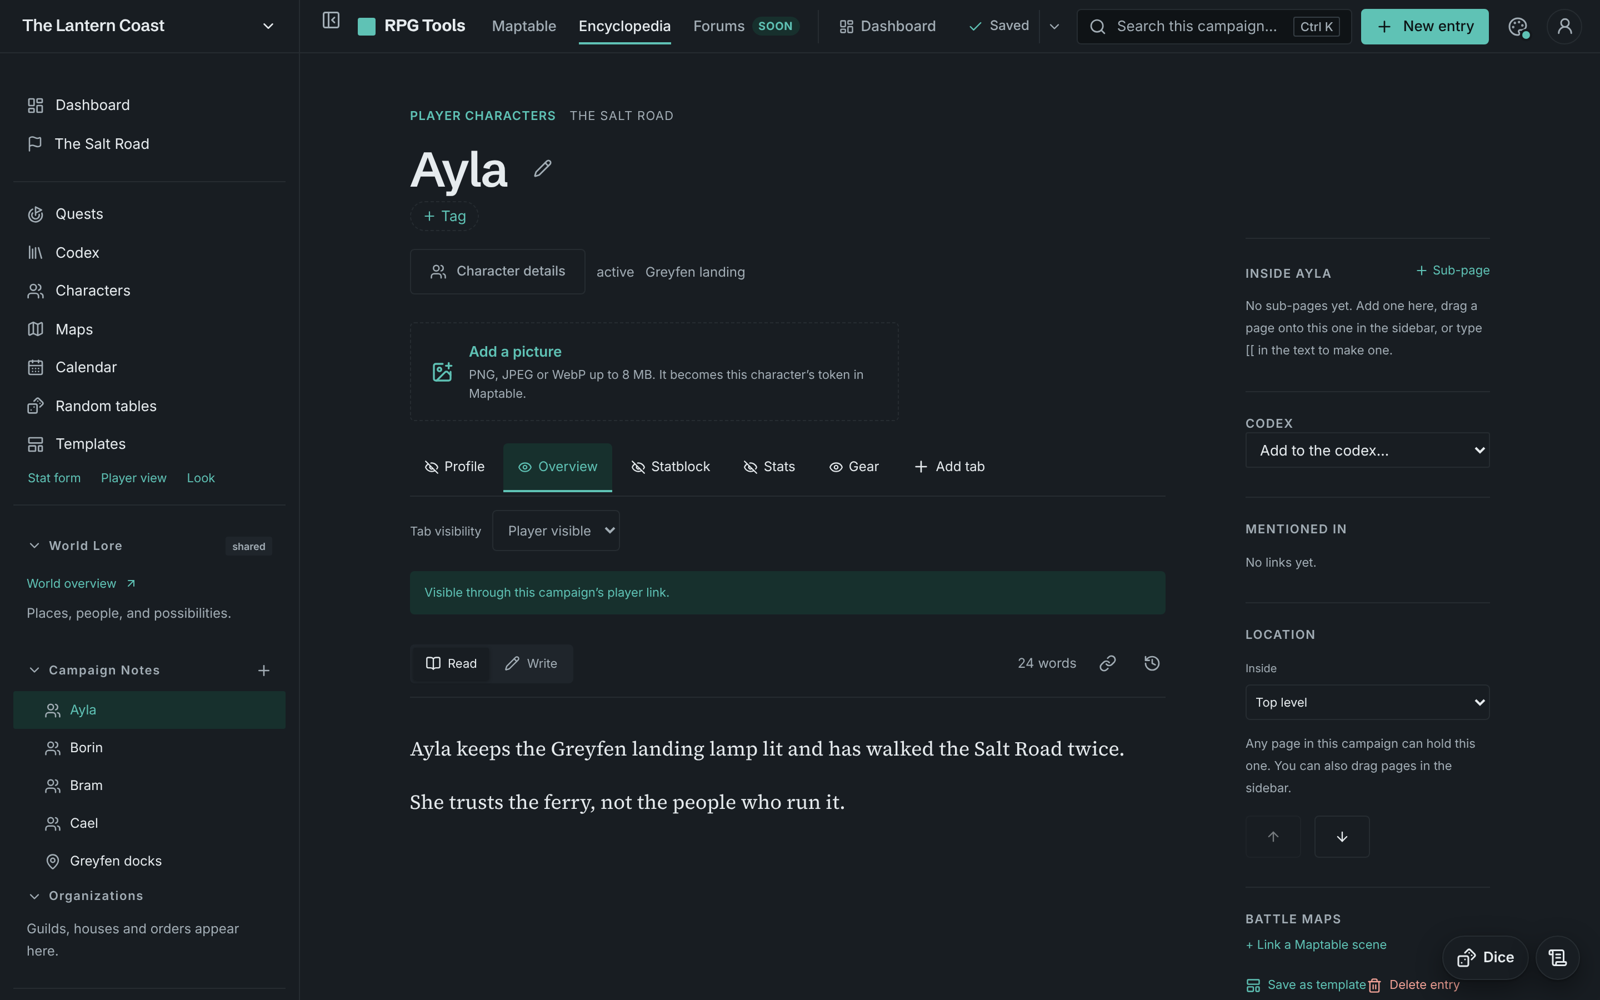 The Lantern Coast
RPG Tools
Maptable
Encyclopedia
Forums SOON
Dashboard
Saved
Search this campaign... Ctrl K
New entry
Dashboard
The Salt Road
Quests
Codex
Characters
Maps
Calendar
Random tables
Templates
Stat form Player view Look
World Lore shared
World overview ↗
Places, people, and possibilities.
Campaign Notes
Ayla
Borin
Bram
Cael
Greyfen docks
Organizations
Guilds, houses and orders appear
here.
PLAYER CHARACTERS THE SALT ROAD
Ayla
+ Tag
Character details active Greyfen landing
Add a picture
PNG, JPEG or WebP up to 8 MB. It becomes this character’s token in
Maptable.
Profile Overview Statblock Stats Gear + Add tab
Tab visibility Player visible
Visible through this campaign’s player link.
Read Write 24 words
Ayla keeps the Greyfen landing lamp lit and has walked the Salt Road twice.
She trusts the ferry, not the people who run it.
INSIDE AYLA + Sub-page
No sub-pages yet. Add one here, drag a
page onto this one in the sidebar, or type
[[ in the text to make one.
CODEX
Add to the codex...
MENTIONED IN
No links yet.
LOCATION
Inside
Top level
Any page in this campaign can hold this
one. You can also drag pages in the
sidebar.
BATTLE MAPS
+ Link a Maptable scene
Dice
Save as template Delete entry